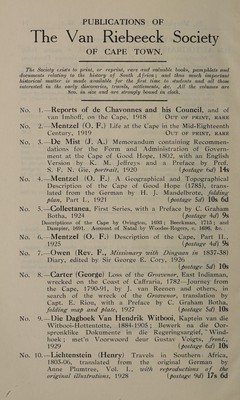 PUBLICATIONS OF
The Van Riebeeck Society
OF CAPE TOWN.
The Society exists to print, or reprint, rare and valuable books, pamphlets and
documents relating to the history of South Africa; and thus much important
historical matter is made available for the first time to students and all those
interested in the early discoveries, travels, settlements, &c. All the volumes are
8vo. in size and are strongly bound in cloth.
No. 1.—Reports of de Chavonnes and his Council, and of
van Imhoff, on the Cape, 1918 OUT OF PRINT, RARE
No. 2.—Mentzel (O. F.) Life at the Cape in the Mid-Eighteenth
Century, 1919 OUT OF PRINT, RARE
No. 3.—De Mist (J. A.) Memorandum containing Recommen-
dations for the Form and Administration of Govern-
ment at the Cape of Good Hope, 1802, with an English
Version by K. M. Jeffreys and a Preface by Prof.
S. F. N. Gie, portrait, 1920 (postage 6d) 14s
No. 4.—Mentzel (O. F.) A Geographical and Topographical
Description of the Cape of Good Hope (1785), trans-
lated from the German by H. J. Mandelbrote, folding
plan, Part I., 1921 (postage 5d) 10s 6d
No. 5.—Collectanea, First Series, with a Preface by C. Graham
Botha, 1924 (postage 4d) 9s
Descriptions of the Cape by Ovington, 1693; Beeckman, 1715; and
Dampier, 1691. Account of Natal by Woodes Rogers, c. 1696, &c.
No. 6.—Mentzel (O. F.) Description of the Cape, Part II.,
1925 (postage 4d) 9s
No. 7.—Owen (Rev. F., Missionary with Dingaan in 1837-38)
Diary, edited by Sir George E. Cory, 1926
(postage 5d) 10s
No. 8.—Carter (George) Loss of the Grosvenor, East Indiaman,
wrecked on the Coast of Caffraria, 1782—Journey from
the Cape, 1790-91, by J. van Reenen and others, in
search of the wreck of the Grosvenor, translation by
Capt. E. Riou, with a Preface by C. Graham Botha,
folding map and plate, 1927 (postage 5d) 10s
No. 9.—Die Dagboek Van Hendrik Witbooi, Kaptein van die
Witbooi-Hottentotte, 1884-1905; Bewerk na die Oor-
spronklike Dokumente in die Regeringsargief, Wind-
hoek; met'n Voorwoord deur Gustav Voigts, front.,
1929 (postage 6d) 10s
No. 10.—Lichtenstein (Henry) Travels in Southern Africa,
1803-06, translated from the original German by
Anne Plumtree, Vol. I., with reproductions of the
original illustrations, 1928 (postage 9d) 17s 6d